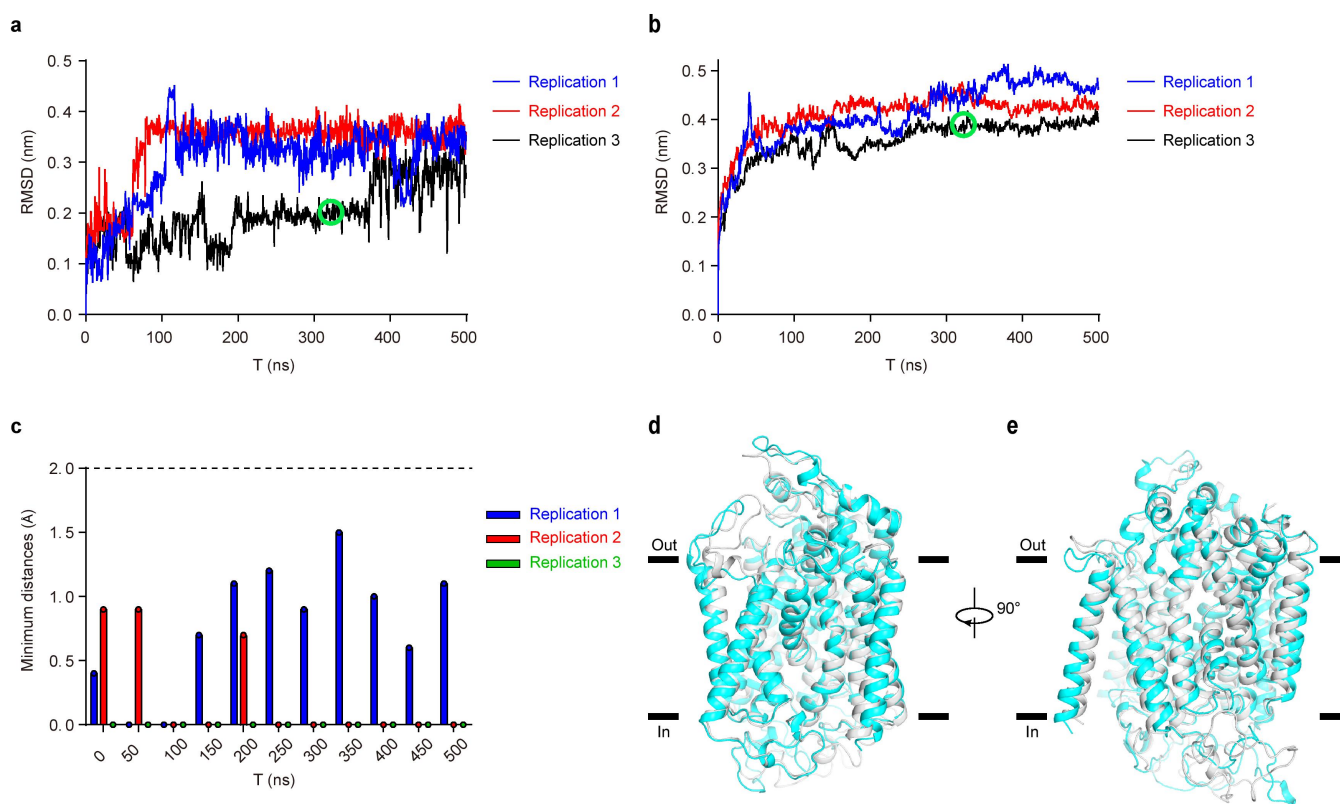 a
0. 5
0. 4
0. 3
0. 2
0. 1
0. 0
RMSD (nm)
0
100
200
300
400
500
T (ns)
Replication 1
Replication 2
Replication 3
b
0. 5
0. 4
0. 3
0. 2
0. 1
0. 0
RMSD (nm)
0
100
200
300
400
500
T (ns)
Replication 1
Replication 2
Replication 3
c
2. 0
1. 5
1. 0
0. 5
0. 0
Minimum distances (A)
0
50
100
150
200
250
300
350
400
450
500
T (ns)
Replication 1
Replication 2
Replication 3
d
Out
In
90°
e
Out
In